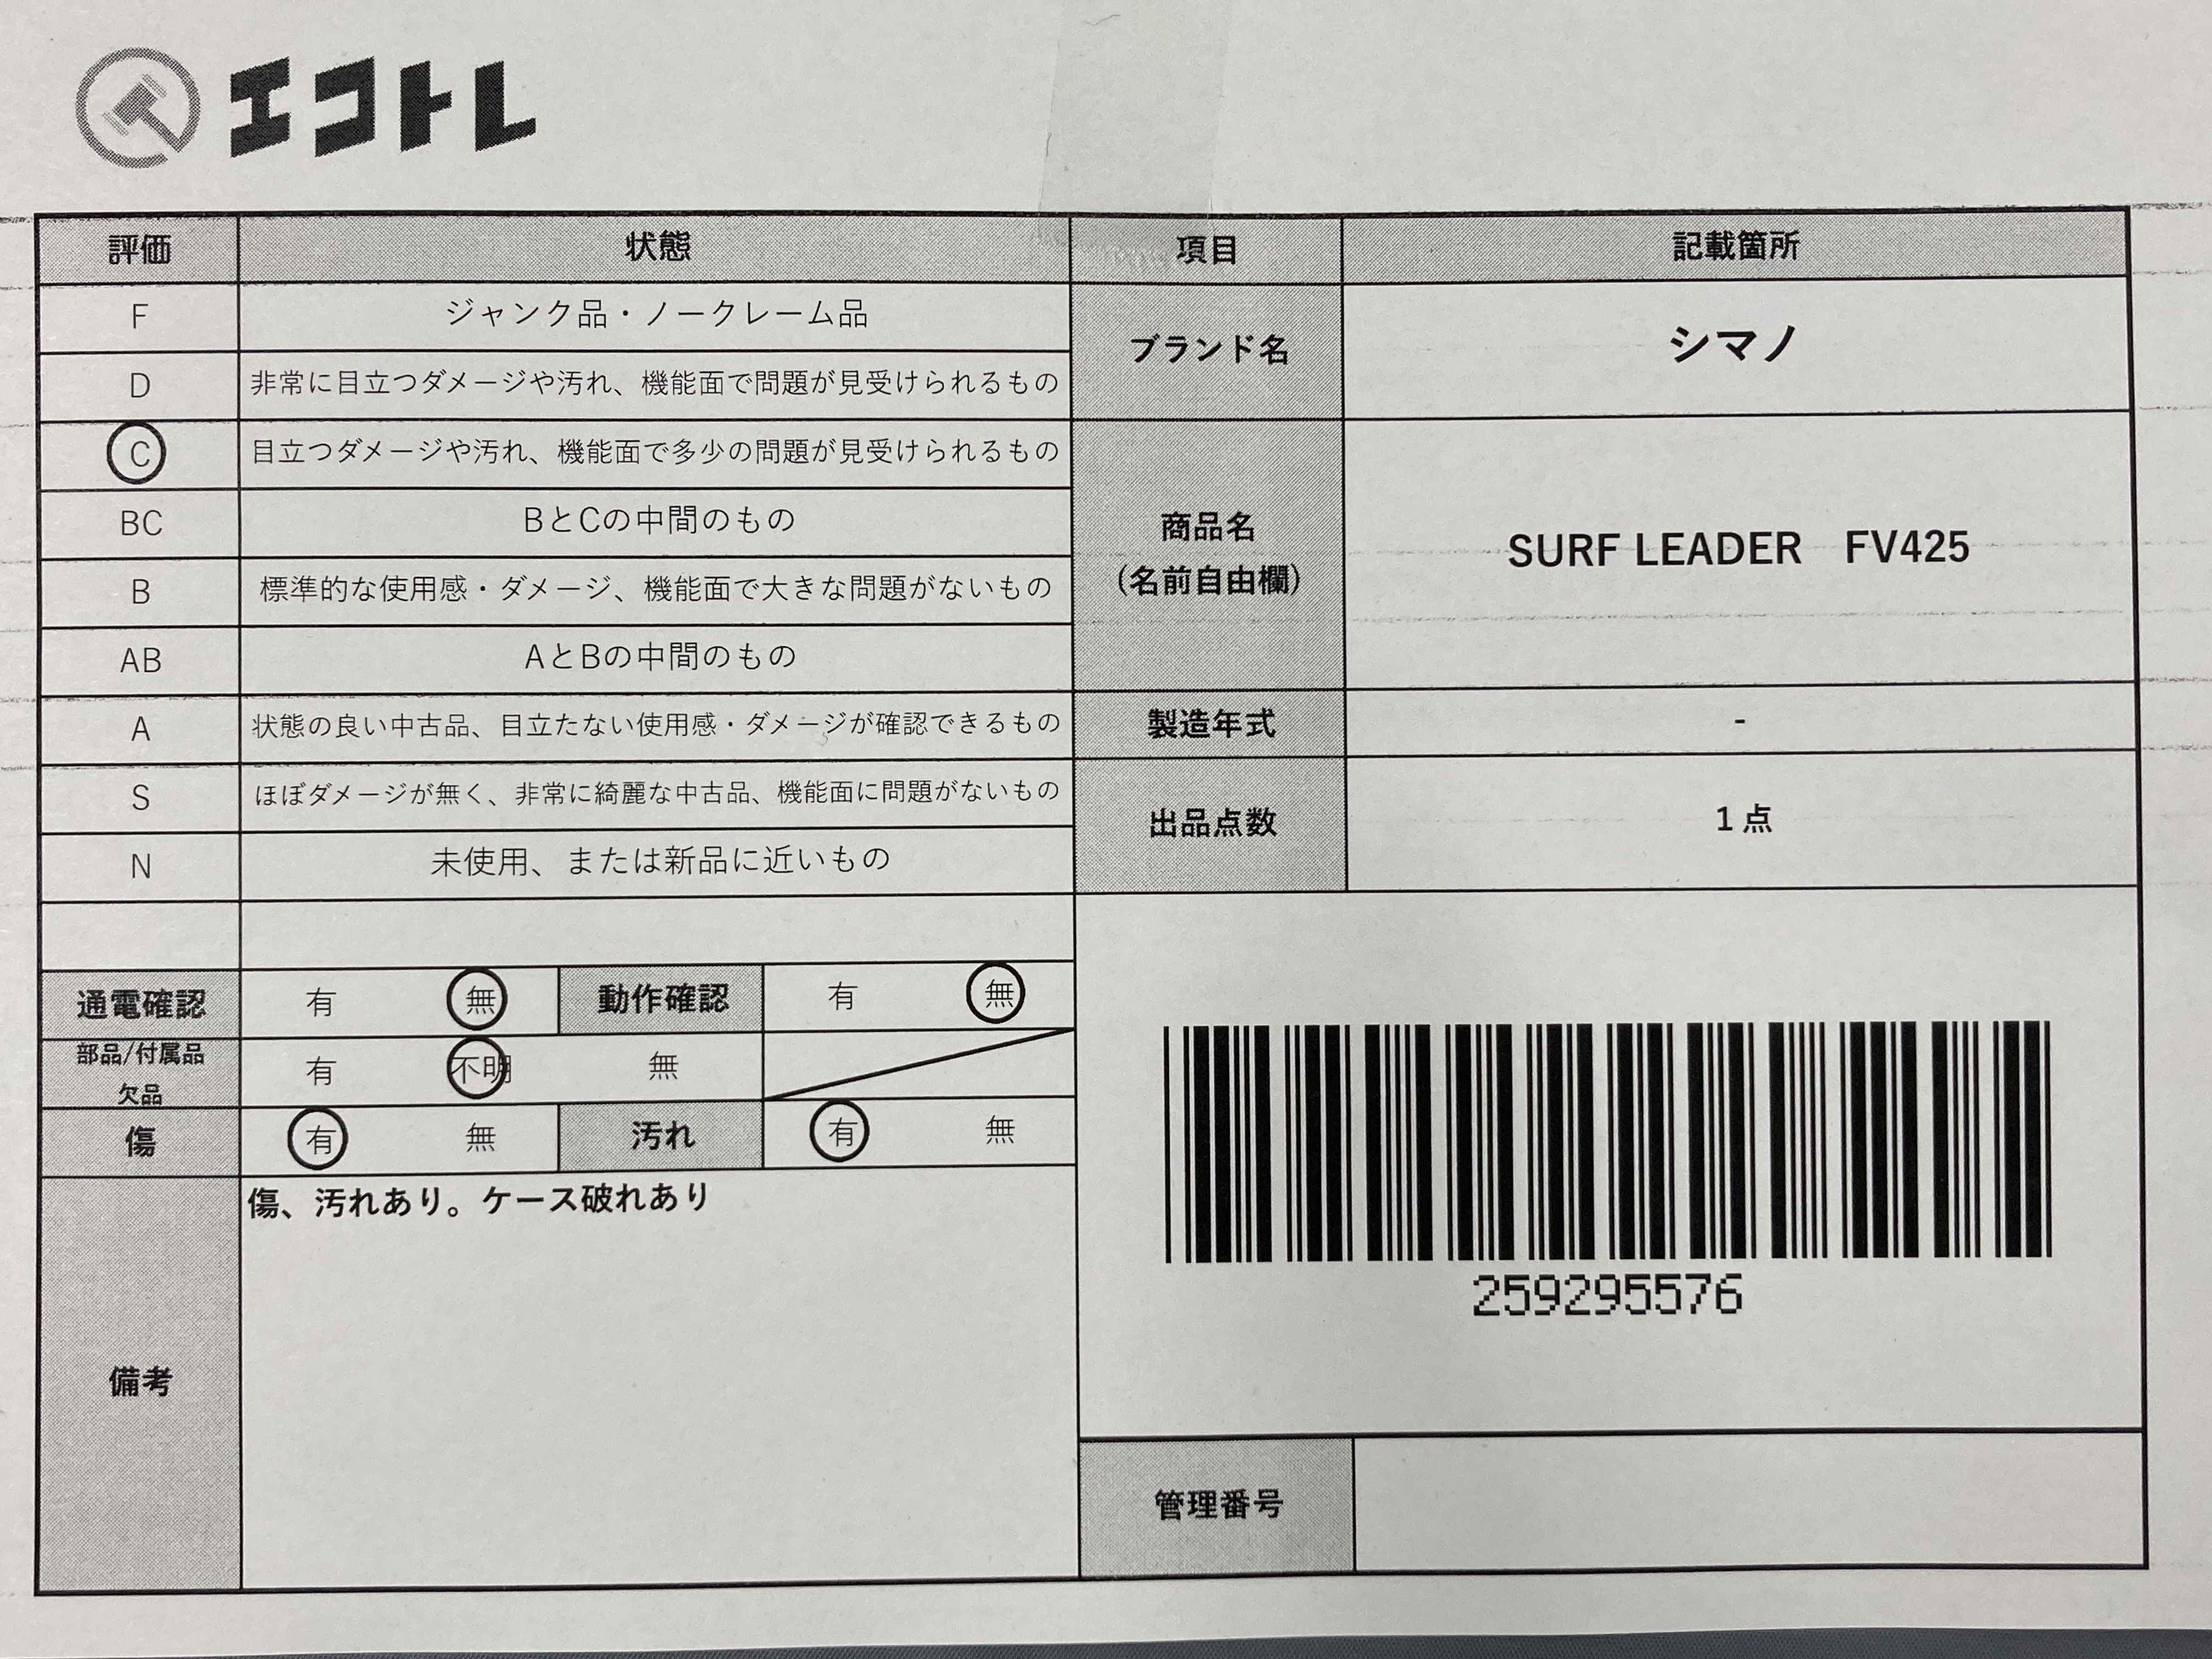 エコトレ
評価 状態 項目 記載箇所
F ジャンク品・ノークレーム品
D 非常に目立つダメージや汚れ、機能面で問題が見受けられるもの
ブランド名 シマノ
C 目立つダメージや汚れ、機能面で多少の問題が見受けられるもの
BC BとCの中間のもの
B 標準的な使用感・ダメージ、機能面で大きな問題がないもの
AB AとBの中間のもの
商品名
(名前自由欄)
SURF LEADER FV425
A 状態の良い中古品、目立たない使用感・ダメージが確認できるもの
製造年式 -
S ほぼダメージが無く、非常に綺麗な中古品、機能面に問題がないもの
N 未使用、または新品に近いもの
出品点数 1点
通電確認 有 無 動作確認 有 無
部品/付属品
欠品
有 不明 無
傷 有 無 汚れ 有 無
備考
傷、汚れあり。ケース破れあり
259295576
管理番号